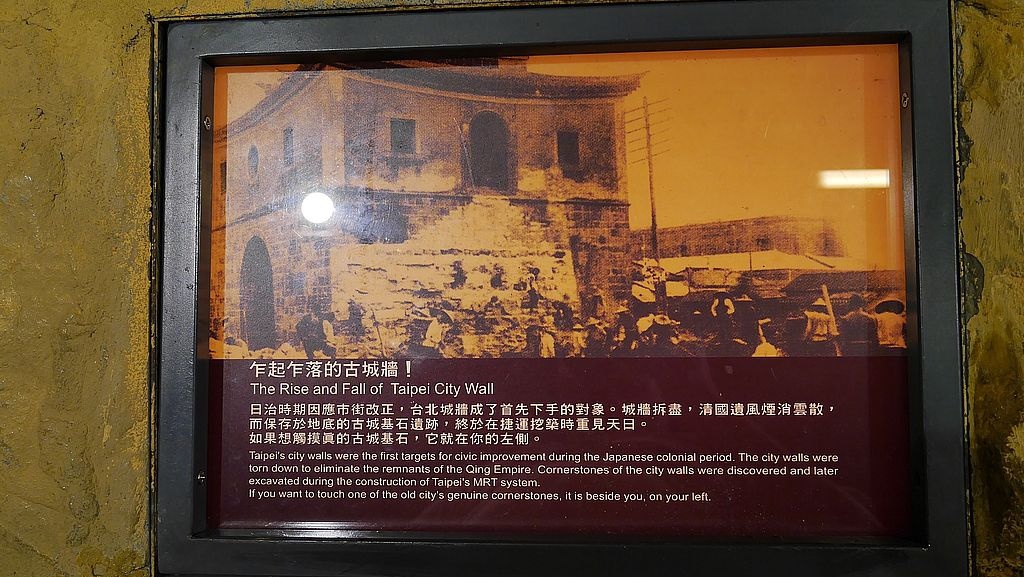 乍起乍落的古城牆！
The Rise and Fall of Taipei City Wall
日治時期因應市街改正，台北城牆成了首先下手的對象。城牆拆盡，清國遺風煙消雲散，
而保存於地底的古城基石遺跡，終於在捷運挖築時重見天日。
如果想觸摸真的古城基石，它就在你的左側。
Taipei's city walls were the first targets for civic improvement during the Japanese colonial period. The city walls were
torn down to eliminate the remnants of the Qing Empire. Cornerstones of the city walls were discovered and later
excavated during the construction of Taipei's MRT system.
If you want to touch one of the old city's genuine cornerstones, it is beside you, on your left.